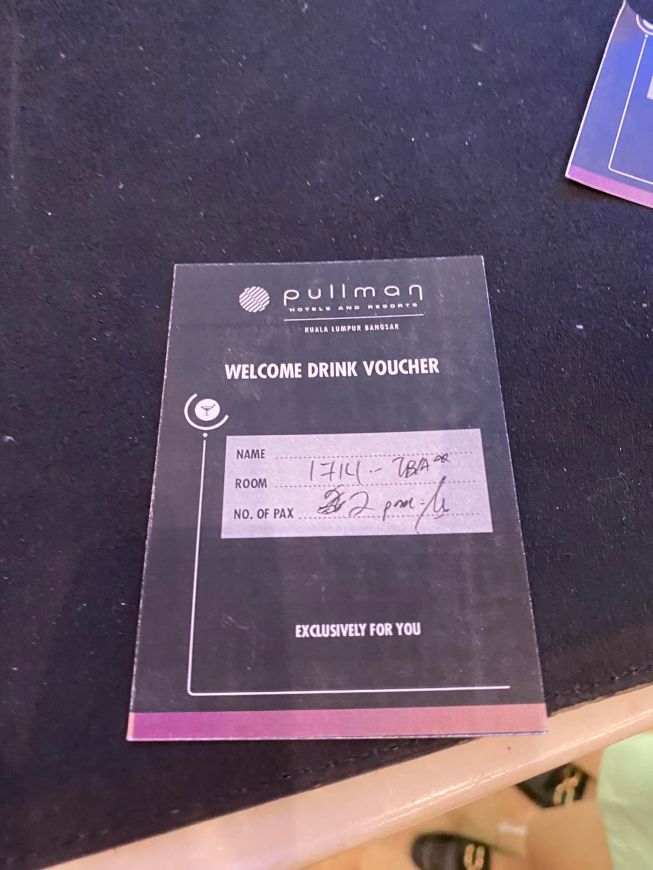 pullman
HOTELS AND RESORTS
KUALA LUMPUR BANGSAR
WELCOME DRINK VOUCHER
NAME
ROOM 1714 -
NO. OF PAX 2
EXCLUSIVELY FOR YOU